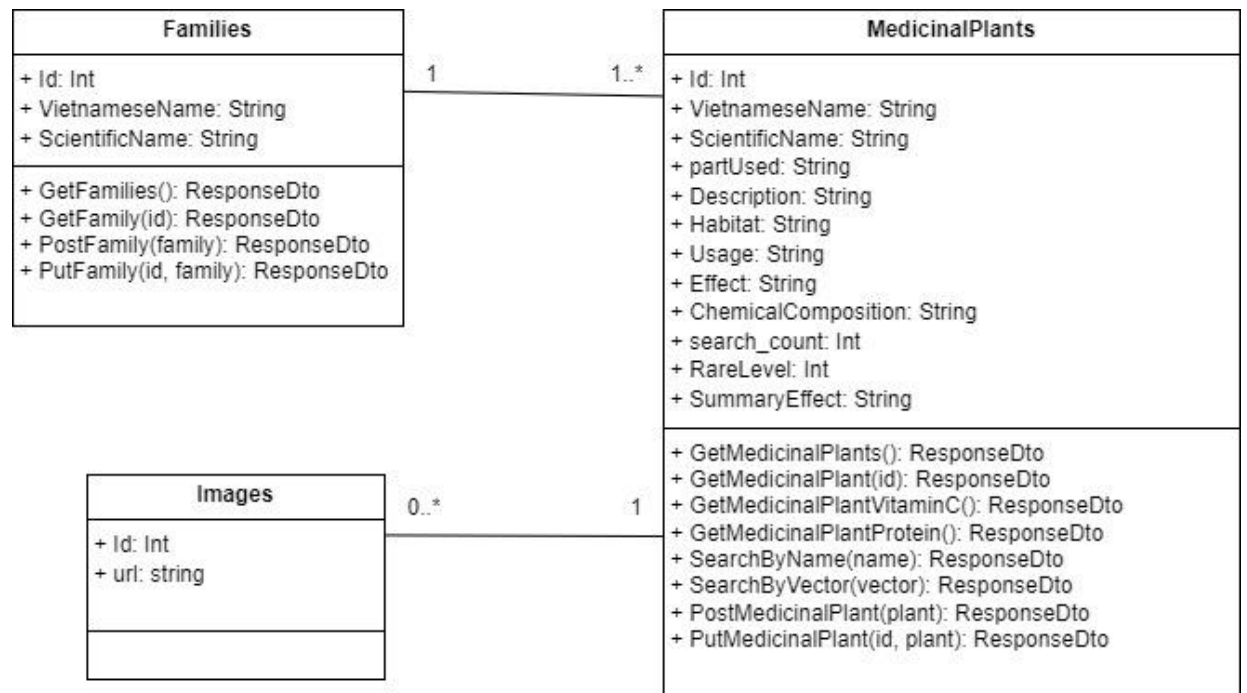 Families
+ Id: Int
+ VietnameseName: String
+ ScientificName: String
+ GetFamilies(): ResponseDto
+ GetFamily(id): ResponseDto
+ PostFamily(family): ResponseDto
+ PutFamily(id, family): ResponseDto
1
1..*
MedicinalPlants
+ Id: Int
+ VietnameseName: String
+ ScientificName: String
+ partUsed: String
+ Description: String
+ Habitat: String
+ Usage: String
+ Effect: String
+ ChemicalComposition: String
+ search_count: Int
+ RareLevel: Int
+ SummaryEffect: String
+ GetMedicinalPlants(): ResponseDto
+ GetMedicinalPlant(id): ResponseDto
+ GetMedicinalPlantVitaminC(): ResponseDto
+ GetMedicinalPlantProtein(): ResponseDto
+ SearchByName(name): ResponseDto
+ SearchByVector(vector): ResponseDto
+ PostMedicinalPlant(plant): ResponseDto
+ PutMedicinalPlant(id, plant): ResponseDto
Images
+ Id: Int
+ url: string
0..*
1